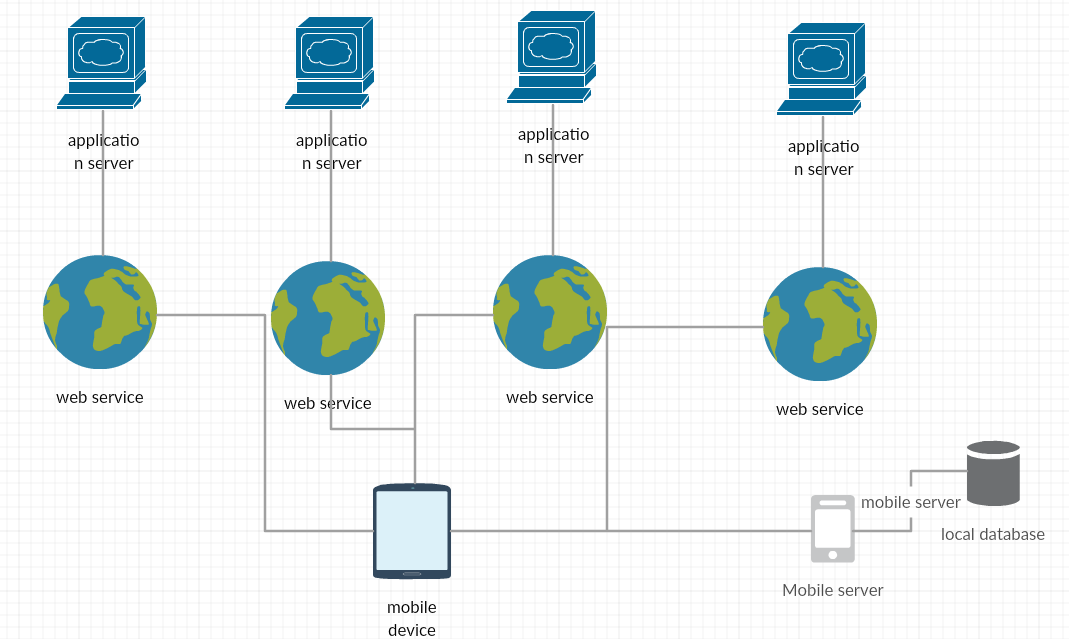 applicatio
n server
applicatio
n server
applicatio
n server
applicatio
n server
web service
web service
web service
web service
mobile server
local database
Mobile server
mobile
device